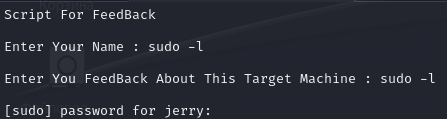 Script For FeedBack
Enter Your Name : sudo -l
Enter You FeedBack About This Target Machine : sudo -l
[sudo] password for jerry: